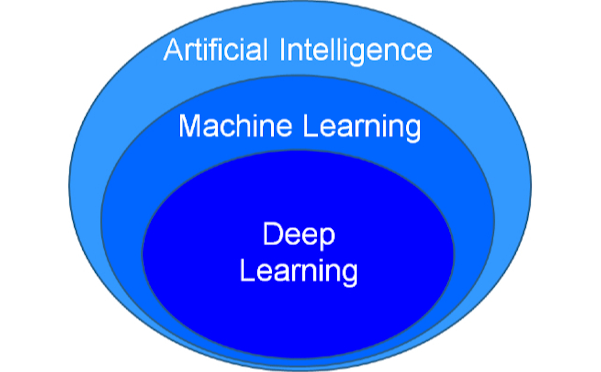 Artificial Intelligence
Machine Learning
Deep
Learning